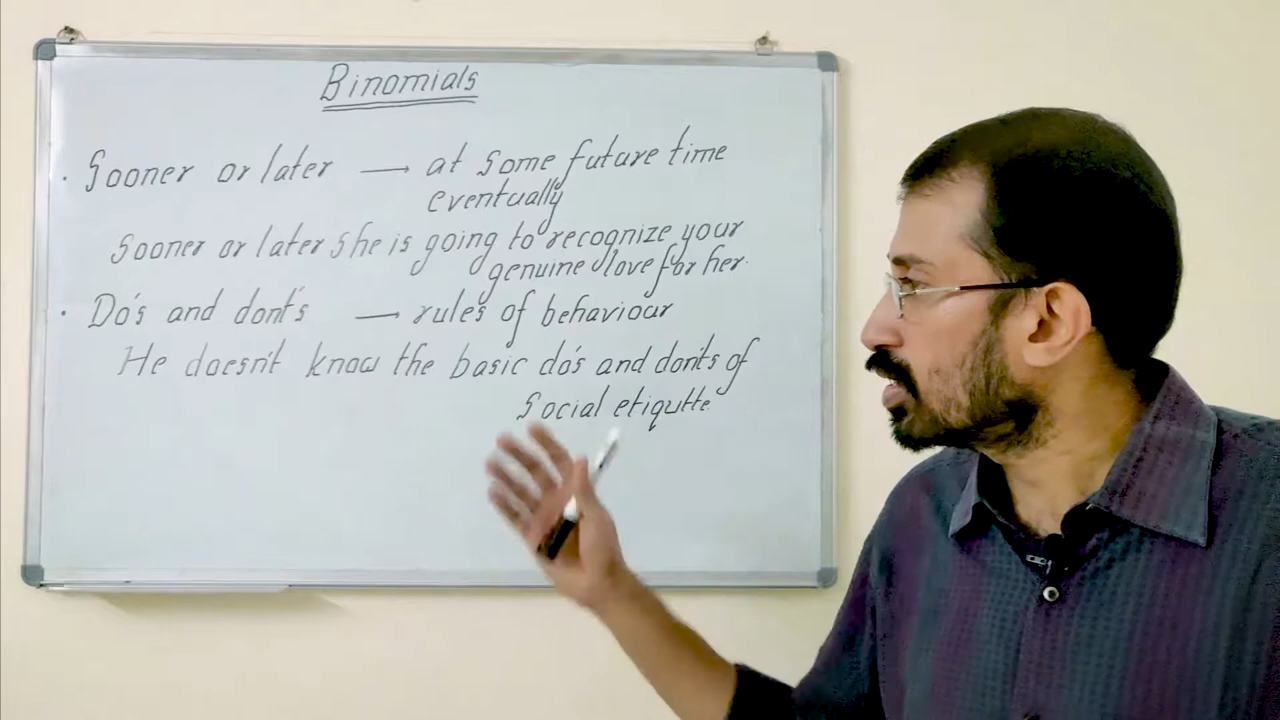 Binomials
. Sooner or later → at some future time
eventually
Sooner or later she is going to recognize your
genuine love for her.
. Do's and dont's → rules of behaviour
He doesn't know the basic do's and dont's of
Social etiqutte.